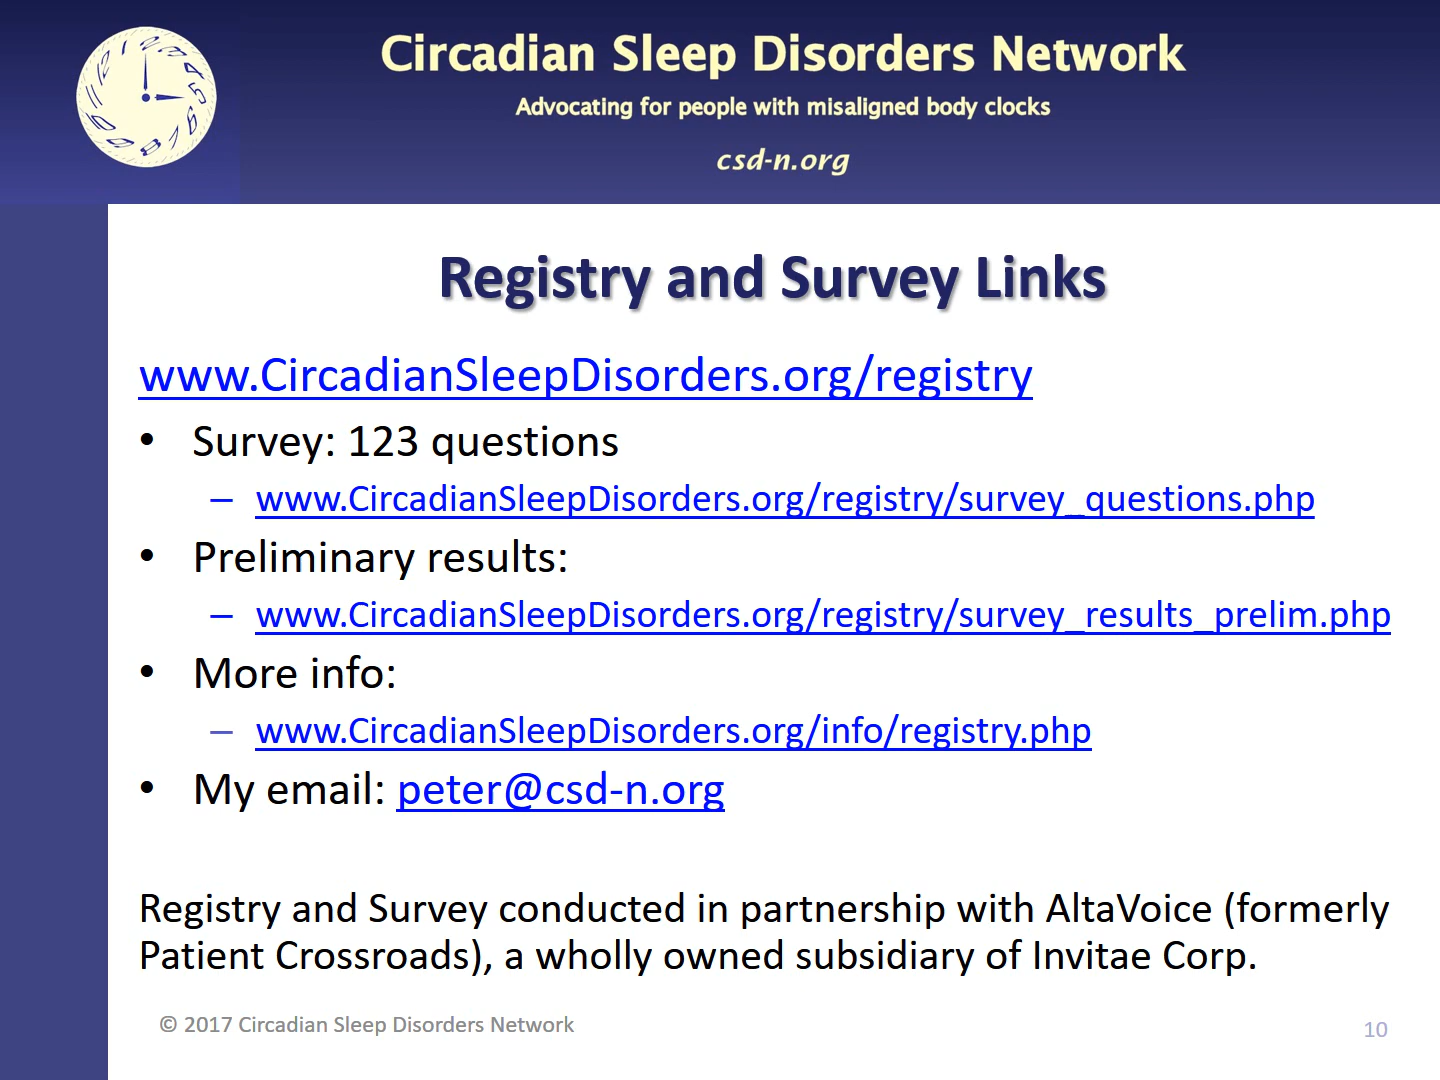 Circadian Sleep Disorders Network
Advocating for people with misaligned body clocks
csd-n.org
Registry and Survey Links
www.CircadianSleepDisorders.org/registry
• Survey: 123 questions
– www.CircadianSleepDisorders.org/registry/survey_questions.php
• Preliminary results:
– www.CircadianSleepDisorders.org/registry/survey_results_prelim.php
• More info:
– www.CircadianSleepDisorders.org/info/registry.php
• My email: peter@csd-n.org
Registry and Survey conducted in partnership with AltaVoice (formerly
Patient Crossroads), a wholly owned subsidiary of Invitae Corp.
© 2017 Circadian Sleep Disorders Network
10